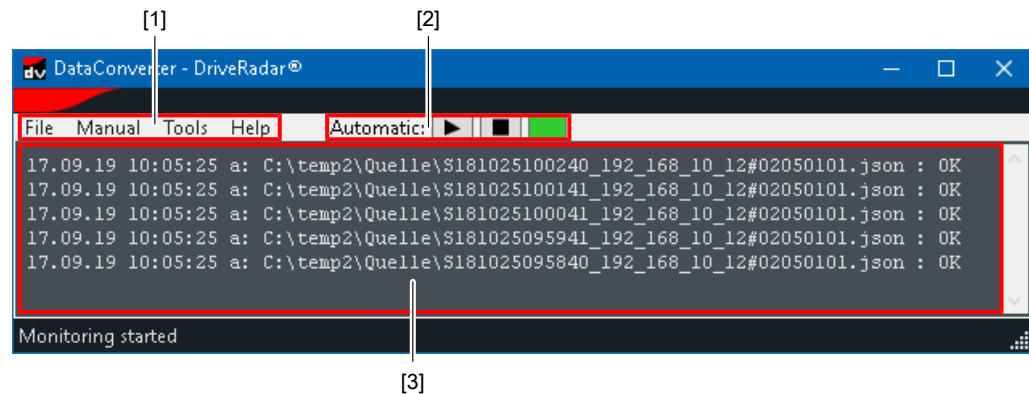 [1] [2]
dv DataConverter - DriveRadar®
File Manual Tools Help Automatic:
17.09.19 10:05:25 a: C:\temp2\Quelle\S181025100240_192_168_10_12#02050101.json : OK
17.09.19 10:05:25 a: C:\temp2\Quelle\S181025100141_192_168_10_12#02050101.json : OK
17.09.19 10:05:25 a: C:\temp2\Quelle\S181025100041_192_168_10_12#02050101.json : OK
17.09.19 10:05:25 a: C:\temp2\Quelle\S181025095941_192_168_10_12#02050101.json : OK
17.09.19 10:05:25 a: C:\temp2\Quelle\S181025095840_192_168_10_12#02050101.json : OK
Monitoring started
[3]